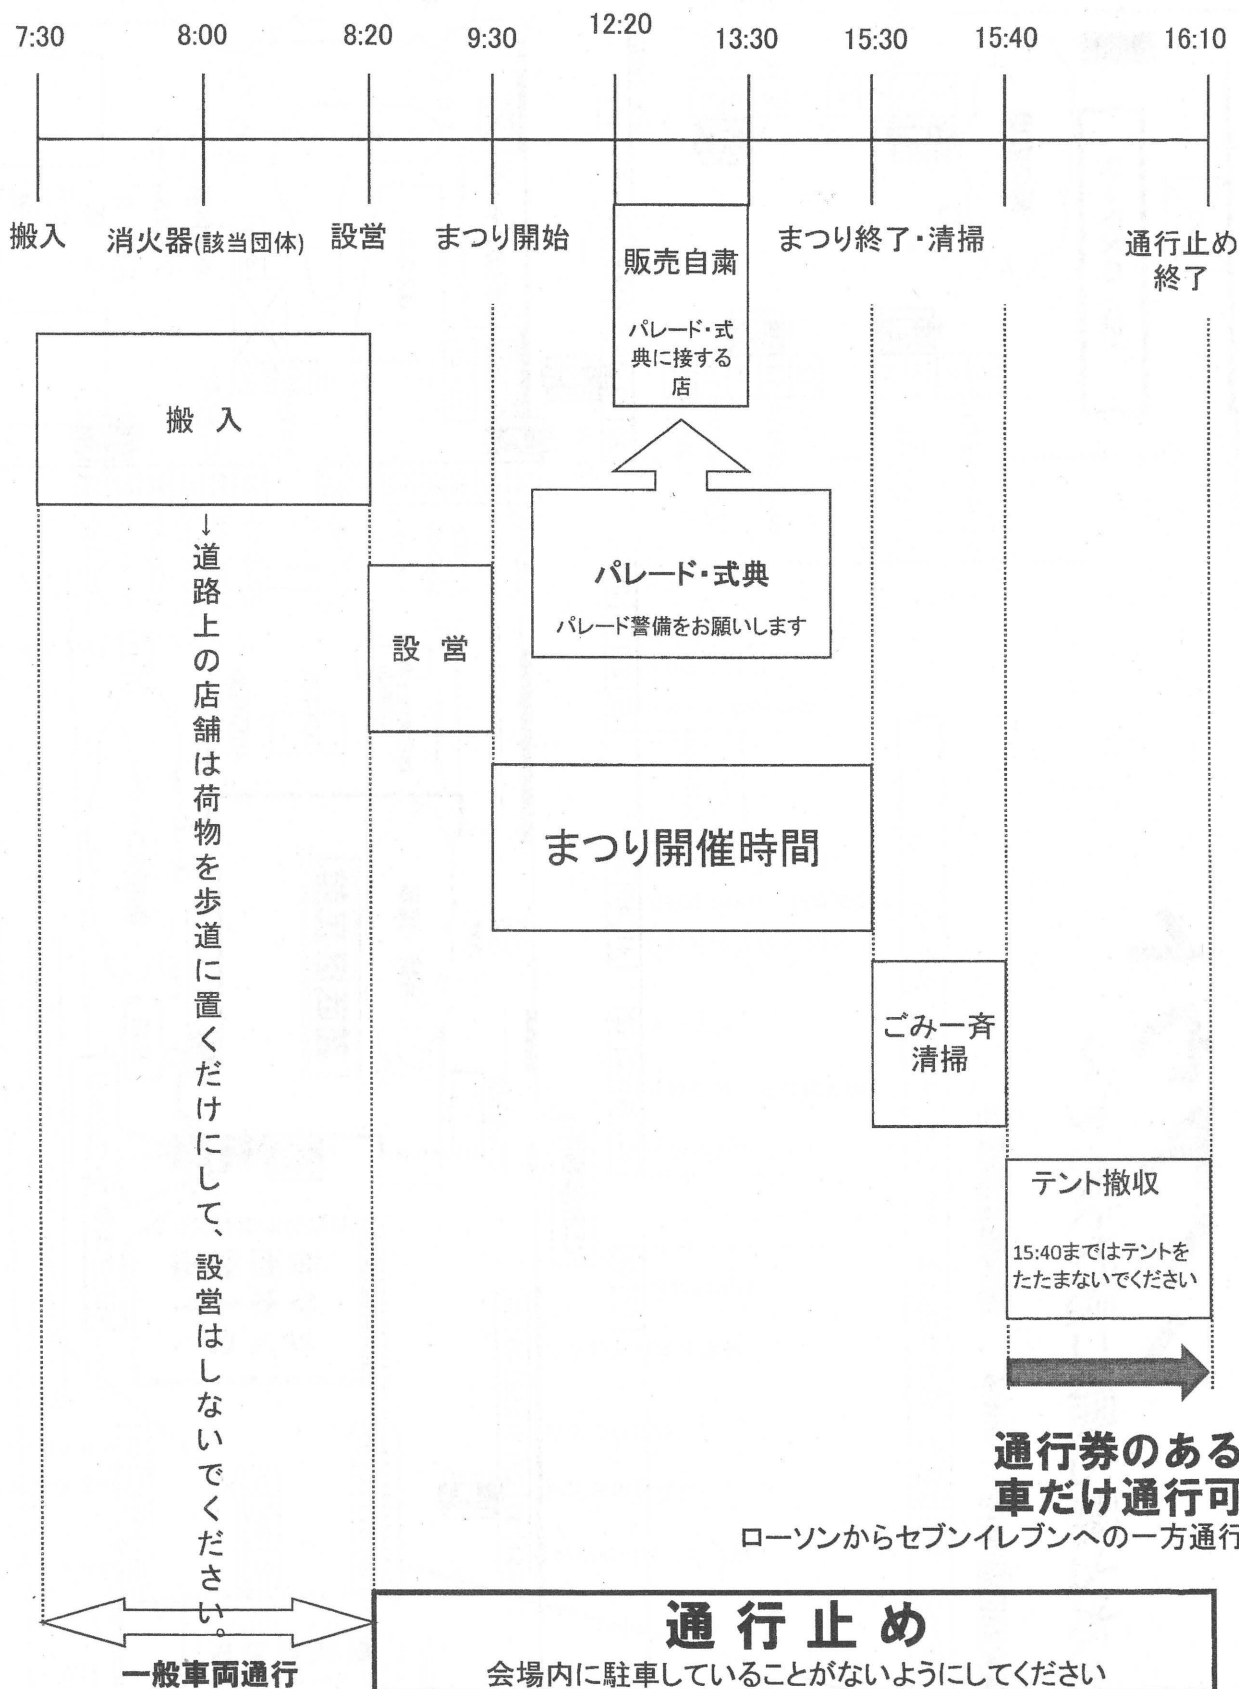 7:30 8:00 8:20 9:30 12:20 13:30 15:30 15:40 16:10
搬入 消火器(該当団体) 設営 まつり開始 まつり終了・清掃 通行止め
終了
販売自粛
パレード・式
典に接する
店
搬 入
↓道路上の店舗は荷物を歩道に置くだけにして、設営はしないでください。
パレード・式典
パレード警備をお願いします
設 営
まつり開催時間
ごみ一斉
清掃
テント撤収
15:40まではテントを
たたまないでください
通行券のある
車だけ通行可
ローソンからセブンイレブンへの一方通行
一般車両通行
通 行 止 め
会場内に駐車していることがないようにしてください